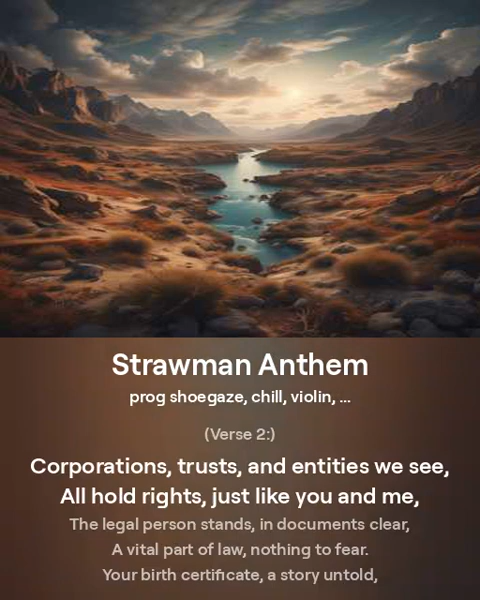 Strawman Anthem
prog shoegaze, chill, violin, ...
(Verse 2:)
Corporations, trusts, and entities we see,
All hold rights, just like you and me,
The legal person stands, in documents clear,
A vital part of law, nothing to fear.
Your birth certificate, a story untold,